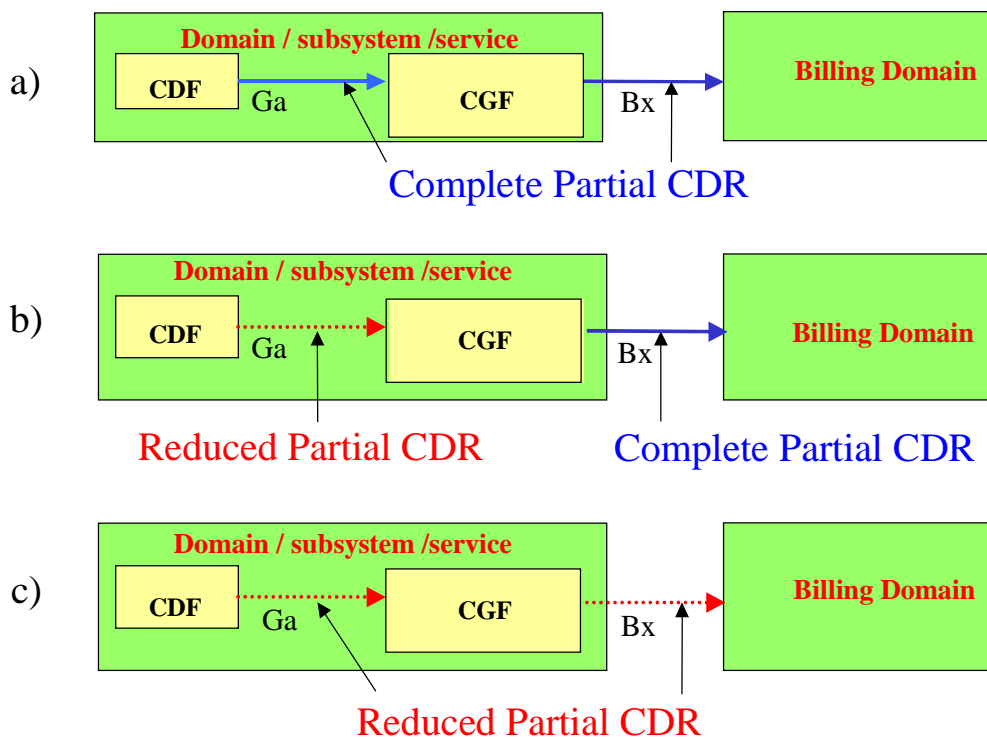 a)
Domain / subsystem /service
CDF
Ga
CGF
Bx
Billing Domain
Complete Partial CDR
b)
Domain / subsystem /service
CDF
Ga
CGF
Bx
Billing Domain
Reduced Partial CDR
Complete Partial CDR
c)
Domain / subsystem /service
CDF
Ga
CGF
Bx
Billing Domain
Reduced Partial CDR